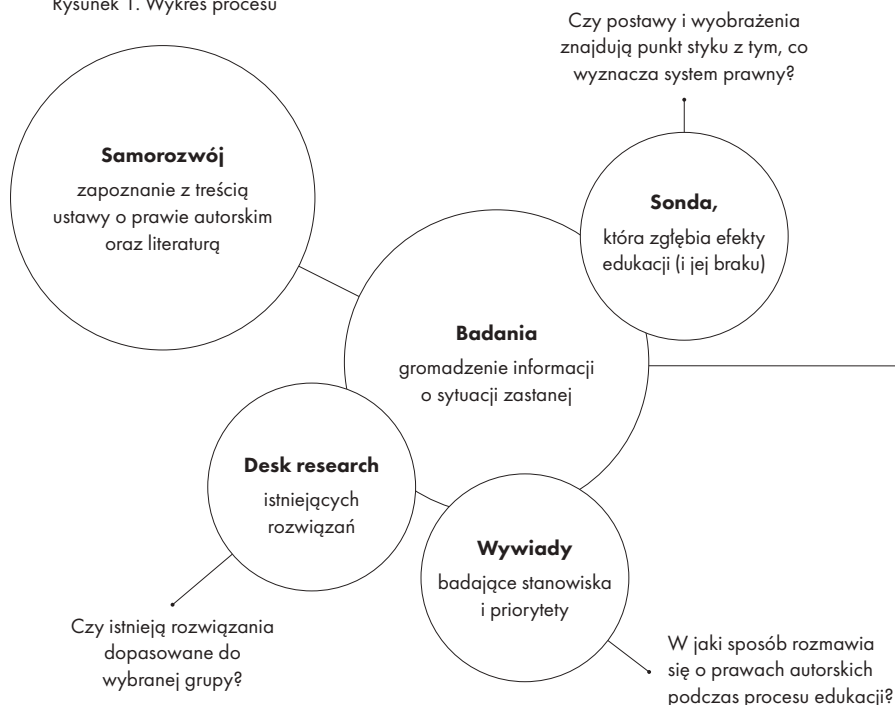 Rysunek 1. Wykres procesu
Czy postawy i wyobrażenia
znajdują punkt styku z tym, co
wyznacza system prawny?
Samorozwój
zapoznanie z treścią
ustawy o prawie autorskim
oraz literaturą
Sonda,
która zgłębia efekty
edukacji (i jej braku)
Badania
gromadzenie informacji
o sytuacji zastanej
Desk research
istniejących
rozwiązań
Wywiady
badające stanowiska
i priorytety
Czy istnieją rozwiązania
dopasowane do
wybranej grupy?
W jaki sposób rozmawia
się o prawach autorskich
podczas procesu edukacji?